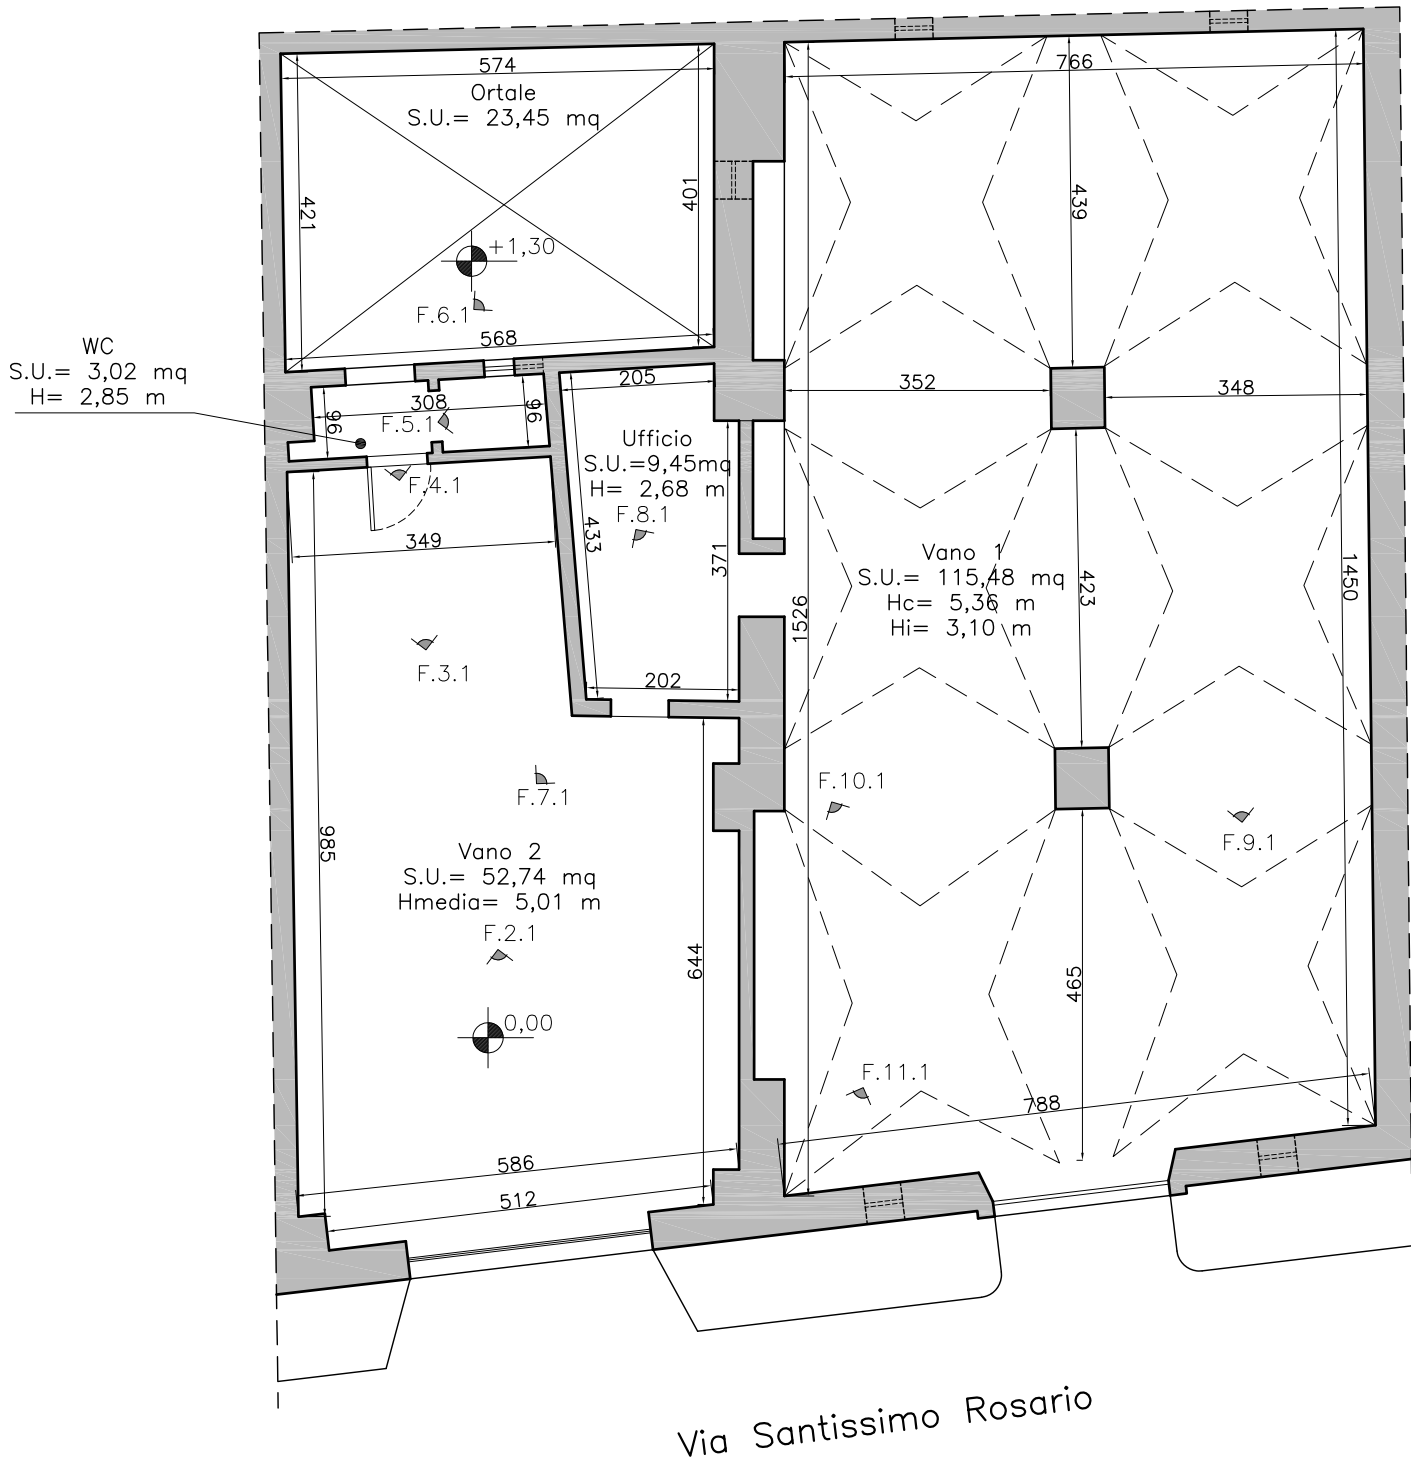 574
766
Ortale
S.U.= 23,45 mq
421
401
439
+1,30
F.6.1
568
WC
S.U.= 3,02 mq
H= 2,85 m
205
352
348
308
96
96
F.5.1
Ufficio
S.U.=9,45mq
H= 2,68 m
F.8.1
F.4.1
433
349
371
Vano 1
S.U.= 115,48 mq
Hc= 5,36 m
Hi= 3,10 m
1526
423
1450
F.3.1
202
F.7.1
F.10.1
F.9.1
985
Vano 2
S.U.= 52,74 mq
Hmedia= 5,01 m
F.2.1
644
465
0,00
F.11.1
788
586
512
Via Santissimo Rosario